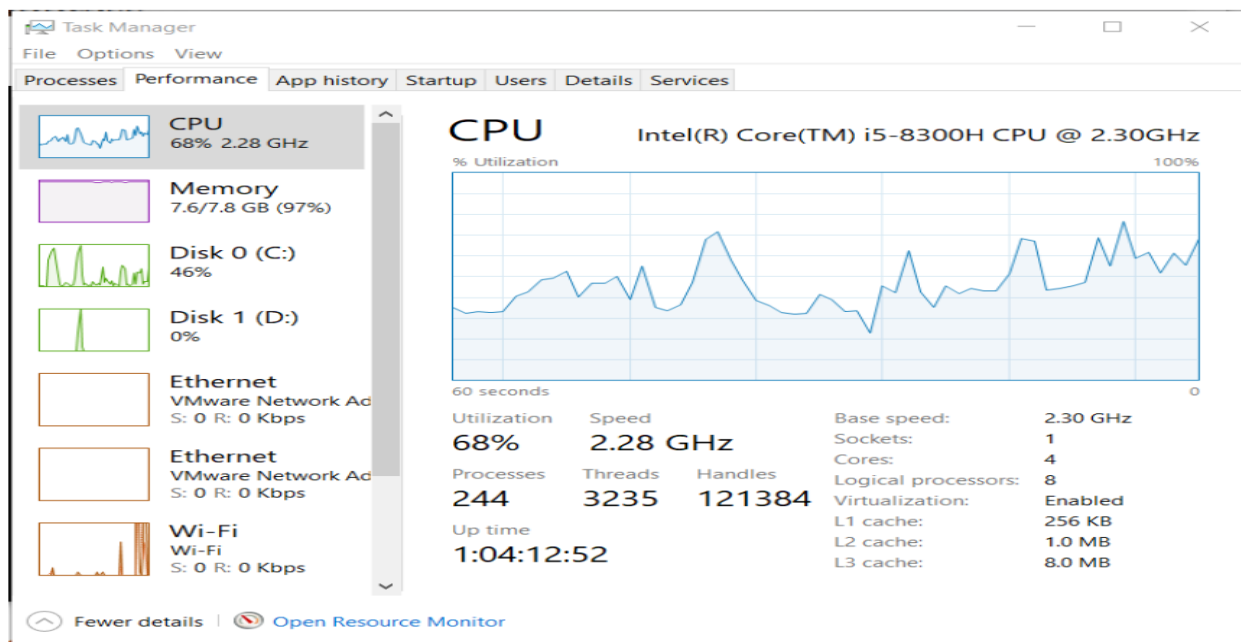 Task Manager
File Options View
Processes Performance App history Startup Users Details Services
CPU
68% 2.28 GHz
Memory
7.6/7.8 GB (97%)
Disk 0 (C:)
46%
Disk 1 (D:)
0%
Ethernet
VMware Network Ad
S: 0 R: 0 Kbps
Ethernet
VMware Network Ad
S: 0 R: 0 Kbps
Wi-Fi
Wi-Fi
S: 0 R: 0 Kbps
CPU Intel(R) Core(TM) i5-8300H CPU @ 2.30GHz
% Utilization 100%
60 seconds 0
Utilization Speed
68% 2.28 GHz
Processes Threads Handles
244 3235 121384
Up time
1:04:12:52
Base speed: 2.30 GHz
Sockets: 1
Cores: 4
Logical processors: 8
Virtualization: Enabled
L1 cache: 256 KB
L2 cache: 1.0 MB
L3 cache: 8.0 MB
Fewer details Open Resource Monitor